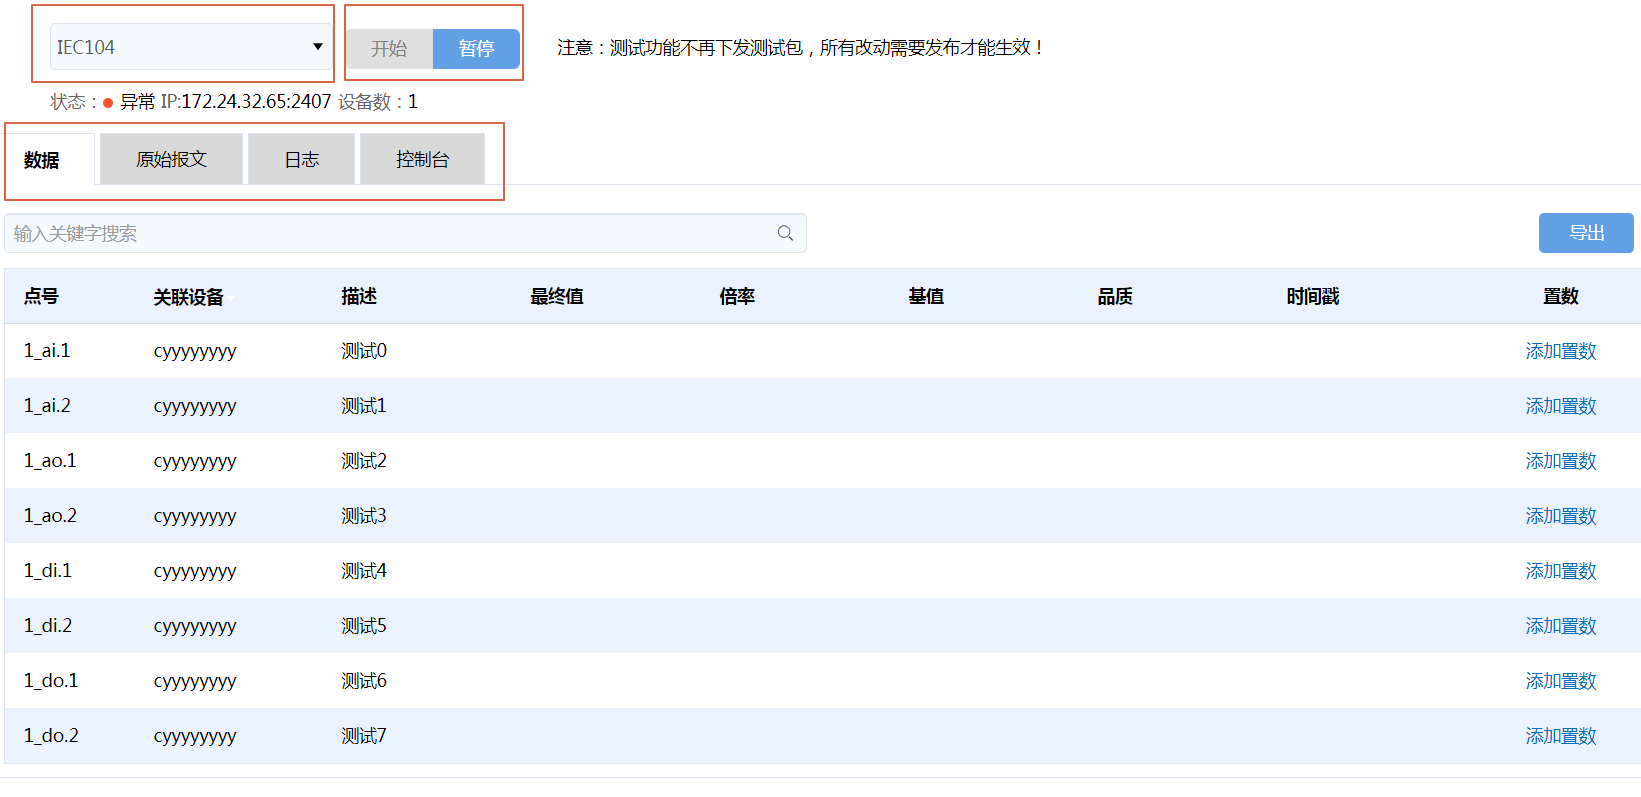 IEC104 开始 暂停 注意：测试功能不再下发测试包，所有改动需要发布才能生效！
状态： 异常 IP:172.24.32.65:2407 设备数：1
数据 原始报文 日志 控制台
输入关键字搜索 导出
点号 关联设备 描述 最终值 倍率 基值 品质 时间戳 置数
1_ai.1 cyyyyyyyy 测试0 添加置数
1_ai.2 cyyyyyyyy 测试1 添加置数
1_ao.1 cyyyyyyyy 测试2 添加置数
1_ao.2 cyyyyyyyy 测试3 添加置数
1_di.1 cyyyyyyyy 测试4 添加置数
1_di.2 cyyyyyyyy 测试5 添加置数
1_do.1 cyyyyyyyy 测试6 添加置数
1_do.2 cyyyyyyyy 测试7 添加置数